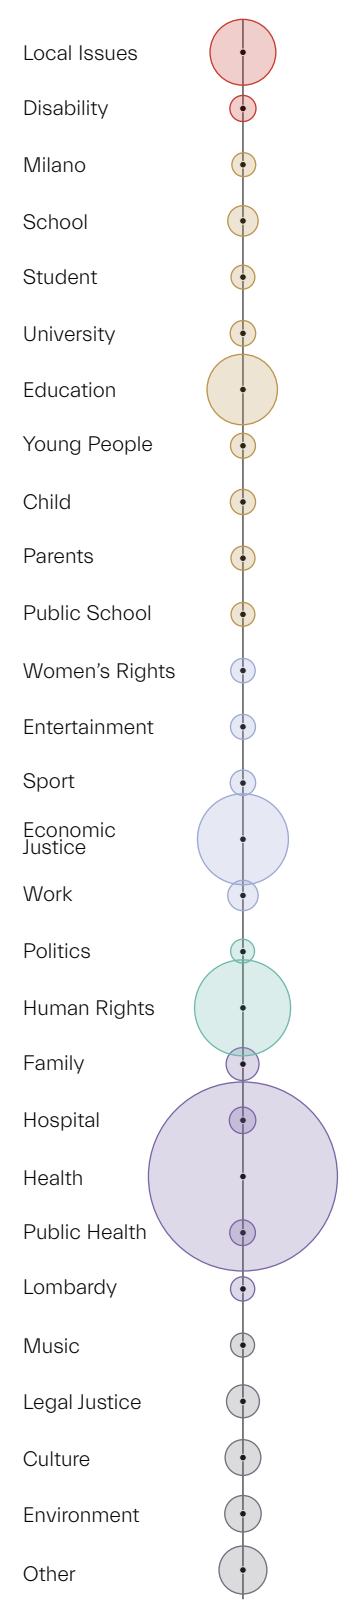 Local Issues
Disability
Milano
School
Student
University
Education
Young People
Child
Parents
Public School
Women’s Rights
Entertainment
Sport
Economic
Justice
Work
Politics
Human Rights
Family
Hospital
Health
Public Health
Lombardy
Music
Legal Justice
Culture
Environment
Other